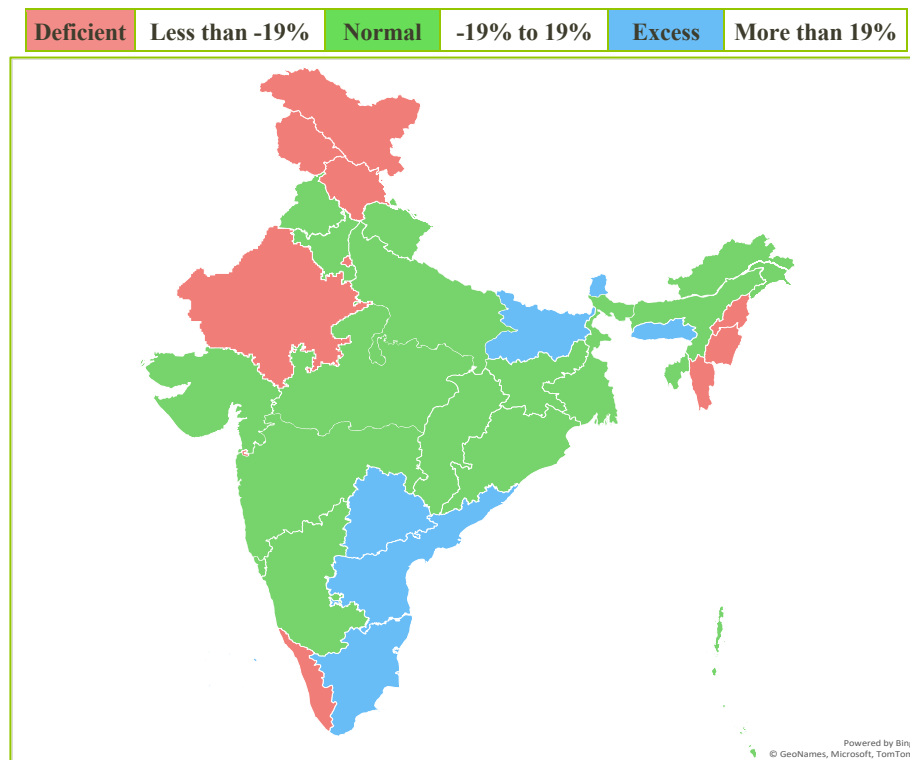 Deficient Less than -19% Normal -19% to 19% Excess More than 19%
Powered by Bing
© GeoNames, Microsoft, TomTom